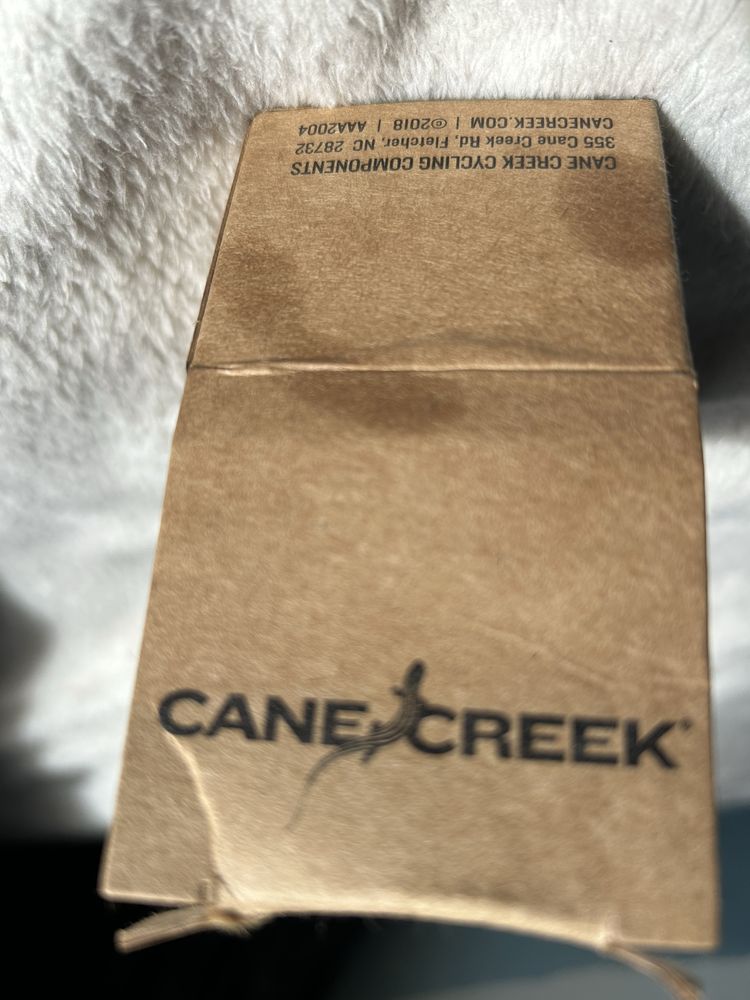 CANE CREEK CYCLING COMPONENTS
355 Cane Creek Rd, Fletcher, NC 28732
CANECREEK.COM | ©2018 | AAA2004
CANE CREEK®